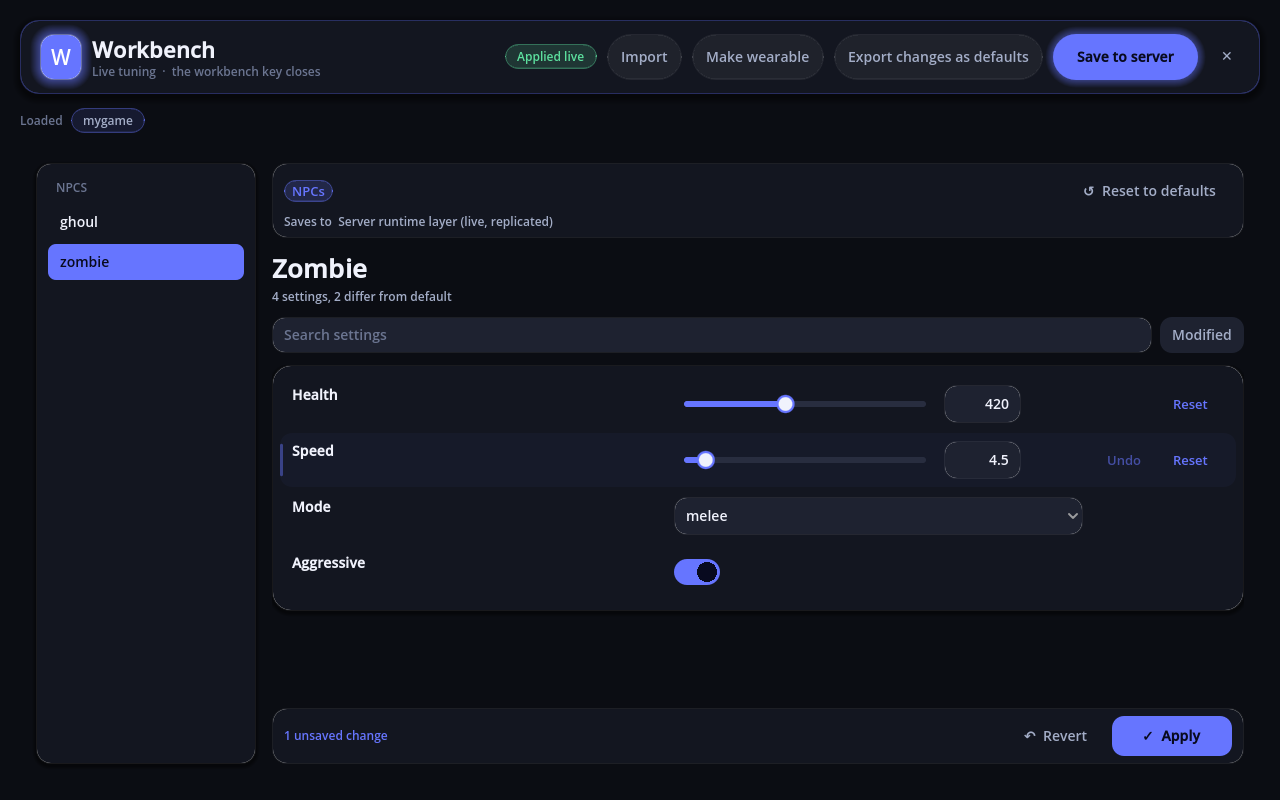 W
Workbench
Live tuning · the workbench key closes
Applied live
Import
Make wearable
Export changes as defaults
Save to server
×
Loaded mygame
NPCS
ghoul
zombie
NPCs
↺ Reset to defaults
Saves to Server runtime layer (live, replicated)
Zombie
4 settings, 2 differ from default
Search settings
Modified
Health
420
Reset
Speed
4.5
Undo
Reset
Mode
melee
Aggressive
1 unsaved change
↶ Revert
✓ Apply